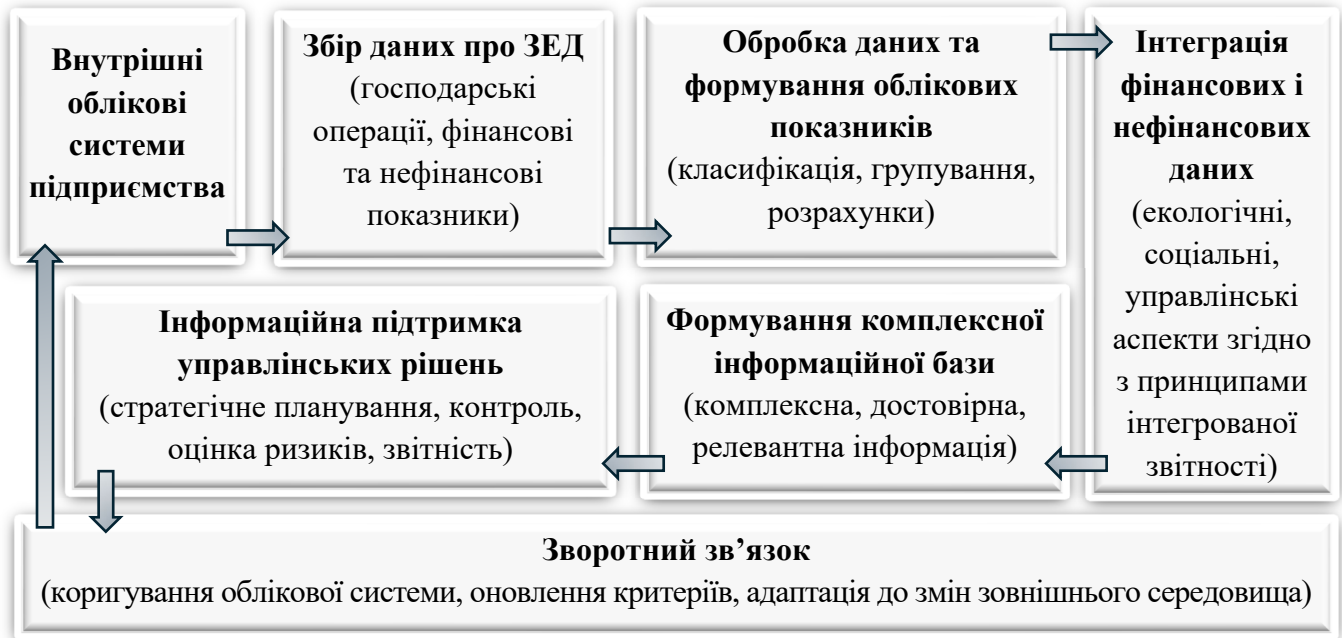 Внутрішні
облікові
системи
підприємства
Збір даних про ЗЕД
(господарські
операції, фінансові
та нефінансові
показники)
Обробка даних та
формування облікових
показників
(класифікація, групування,
розрахунки)
Інтеграція
фінансових і
нефінансових
даних
(екологічні,
соціальні,
управлінські
аспекти згідно
з принципами
інтегрованої
звітності)
Формування комплексної
інформаційної бази
(комплексна, достовірна,
релевантна інформація)
Інформаційна підтримка
управлінських рішень
(стратегічне планування, контроль,
оцінка ризиків, звітність)
Зворотний зв’язок
(коригування облікової системи, оновлення критеріїв, адаптація до змін зовнішнього середовища)